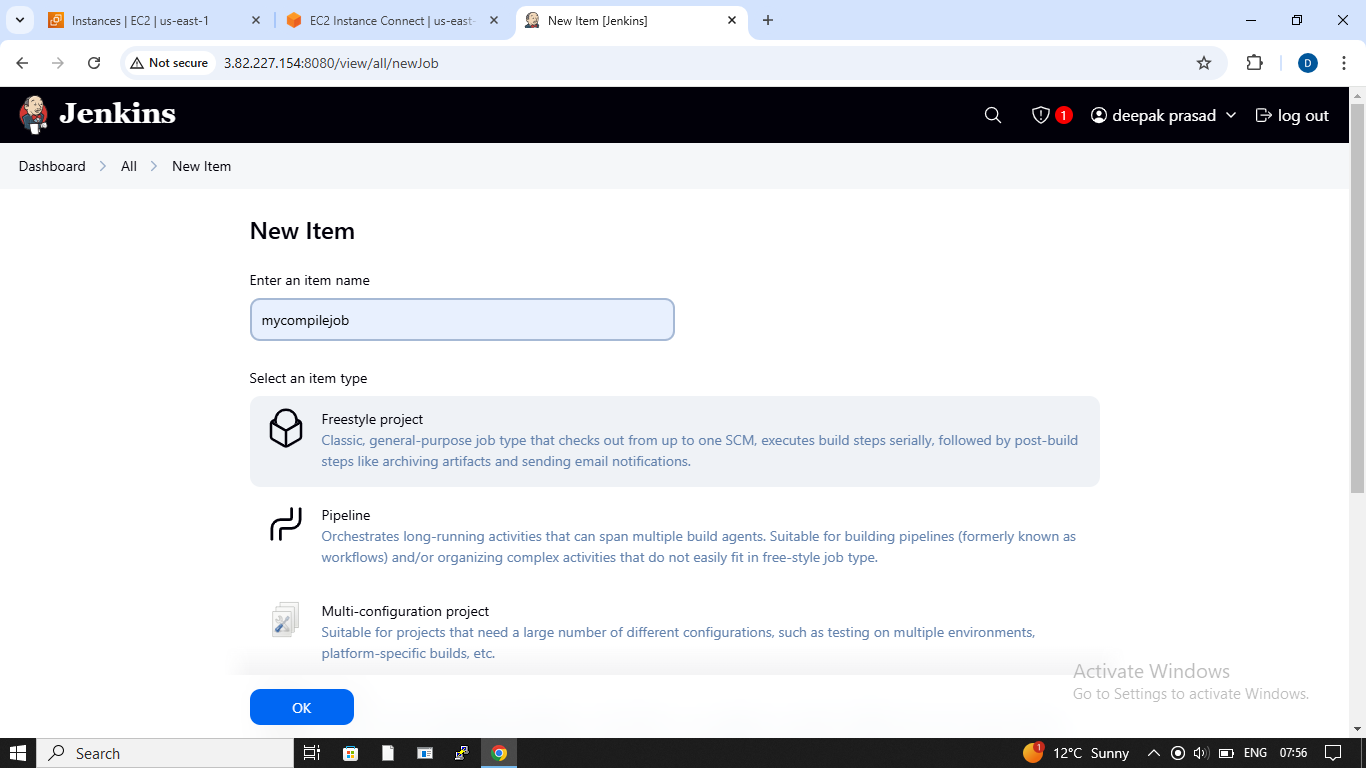 Instances | EC2 | us-east-1
EC2 Instance Connect | us-east-
New Item [Jenkins]
Not secure
3.82.227.154:8080/view/all/newJob
D
Jenkins
1
deepak prasad
log out
Dashboard
All
New Item
New Item
Enter an item name
mycompilejob
Select an item type
Freestyle project
Classic, general-purpose job type that checks out from up to one SCM, executes build steps serially, followed by post-build
steps like archiving artifacts and sending email notifications.
Pipeline
Orchestrates long-running activities that can span multiple build agents. Suitable for building pipelines (formerly known as
workflows) and/or organizing complex activities that do not easily fit in free-style job type.
Multi-configuration project
Suitable for projects that need a large number of different configurations, such as testing on multiple environments,
platform-specific builds, etc.
Activate Windows
Go to Settings to activate Windows.
OK
Search
1
12°C Sunny
ENG
07:56